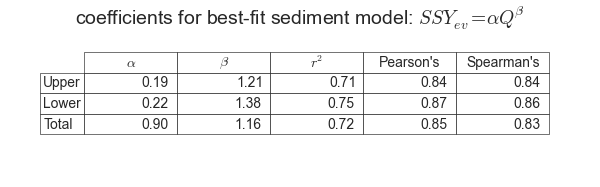 coefficients for best-fit sediment model: SSY_ev=αQ^β
α β r² Pearson's Spearman's
Upper 0.19 1.21 0.71 0.84 0.84
Lower 0.22 1.38 0.75 0.87 0.86
Total 0.90 1.16 0.72 0.85 0.83